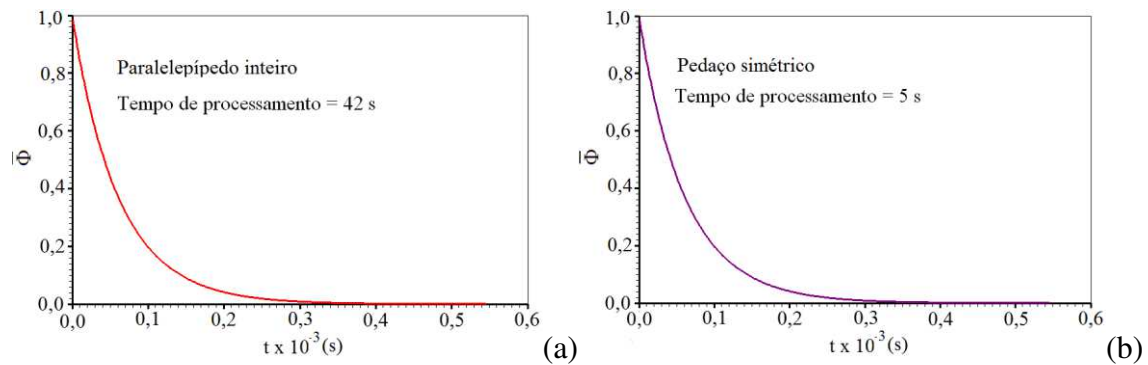 1,0
0,8
0,6
0,4
0,2
0,0
Φ̅
Paralelepípedo inteiro
Tempo de processamento = 42 s
0,0 0,1 0,2 0,3 0,4 0,5 0,6
t x 10⁻³(s)
(a)
1,0
0,8
0,6
0,4
0,2
0,0
Φ̅
Pedaço simétrico
Tempo de processamento = 5 s
0,0 0,1 0,2 0,3 0,4 0,5 0,6
t x 10⁻³(s)
(b)